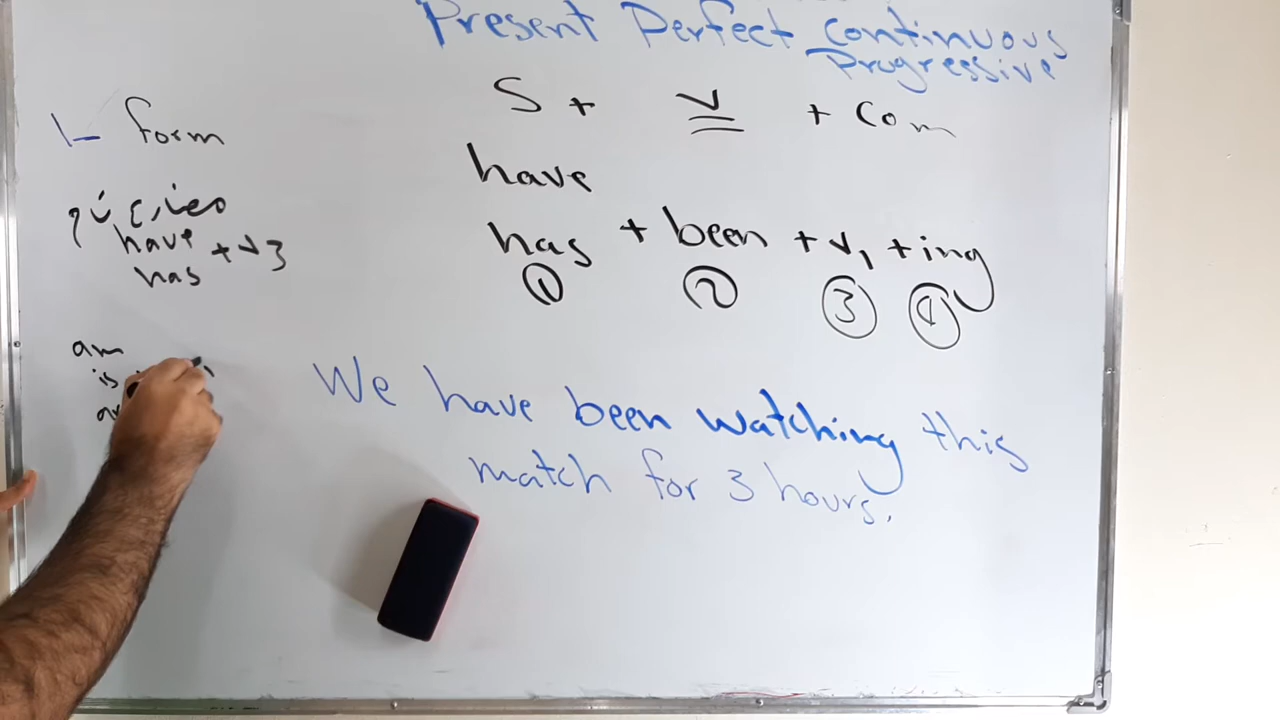 Present Perfect continuous
Progressive
S + v + com
1- form
have
has + been + v1 + ing
① ② ③ ④
have + v3
has
am
is
We have been watching this
match for 3 hours.